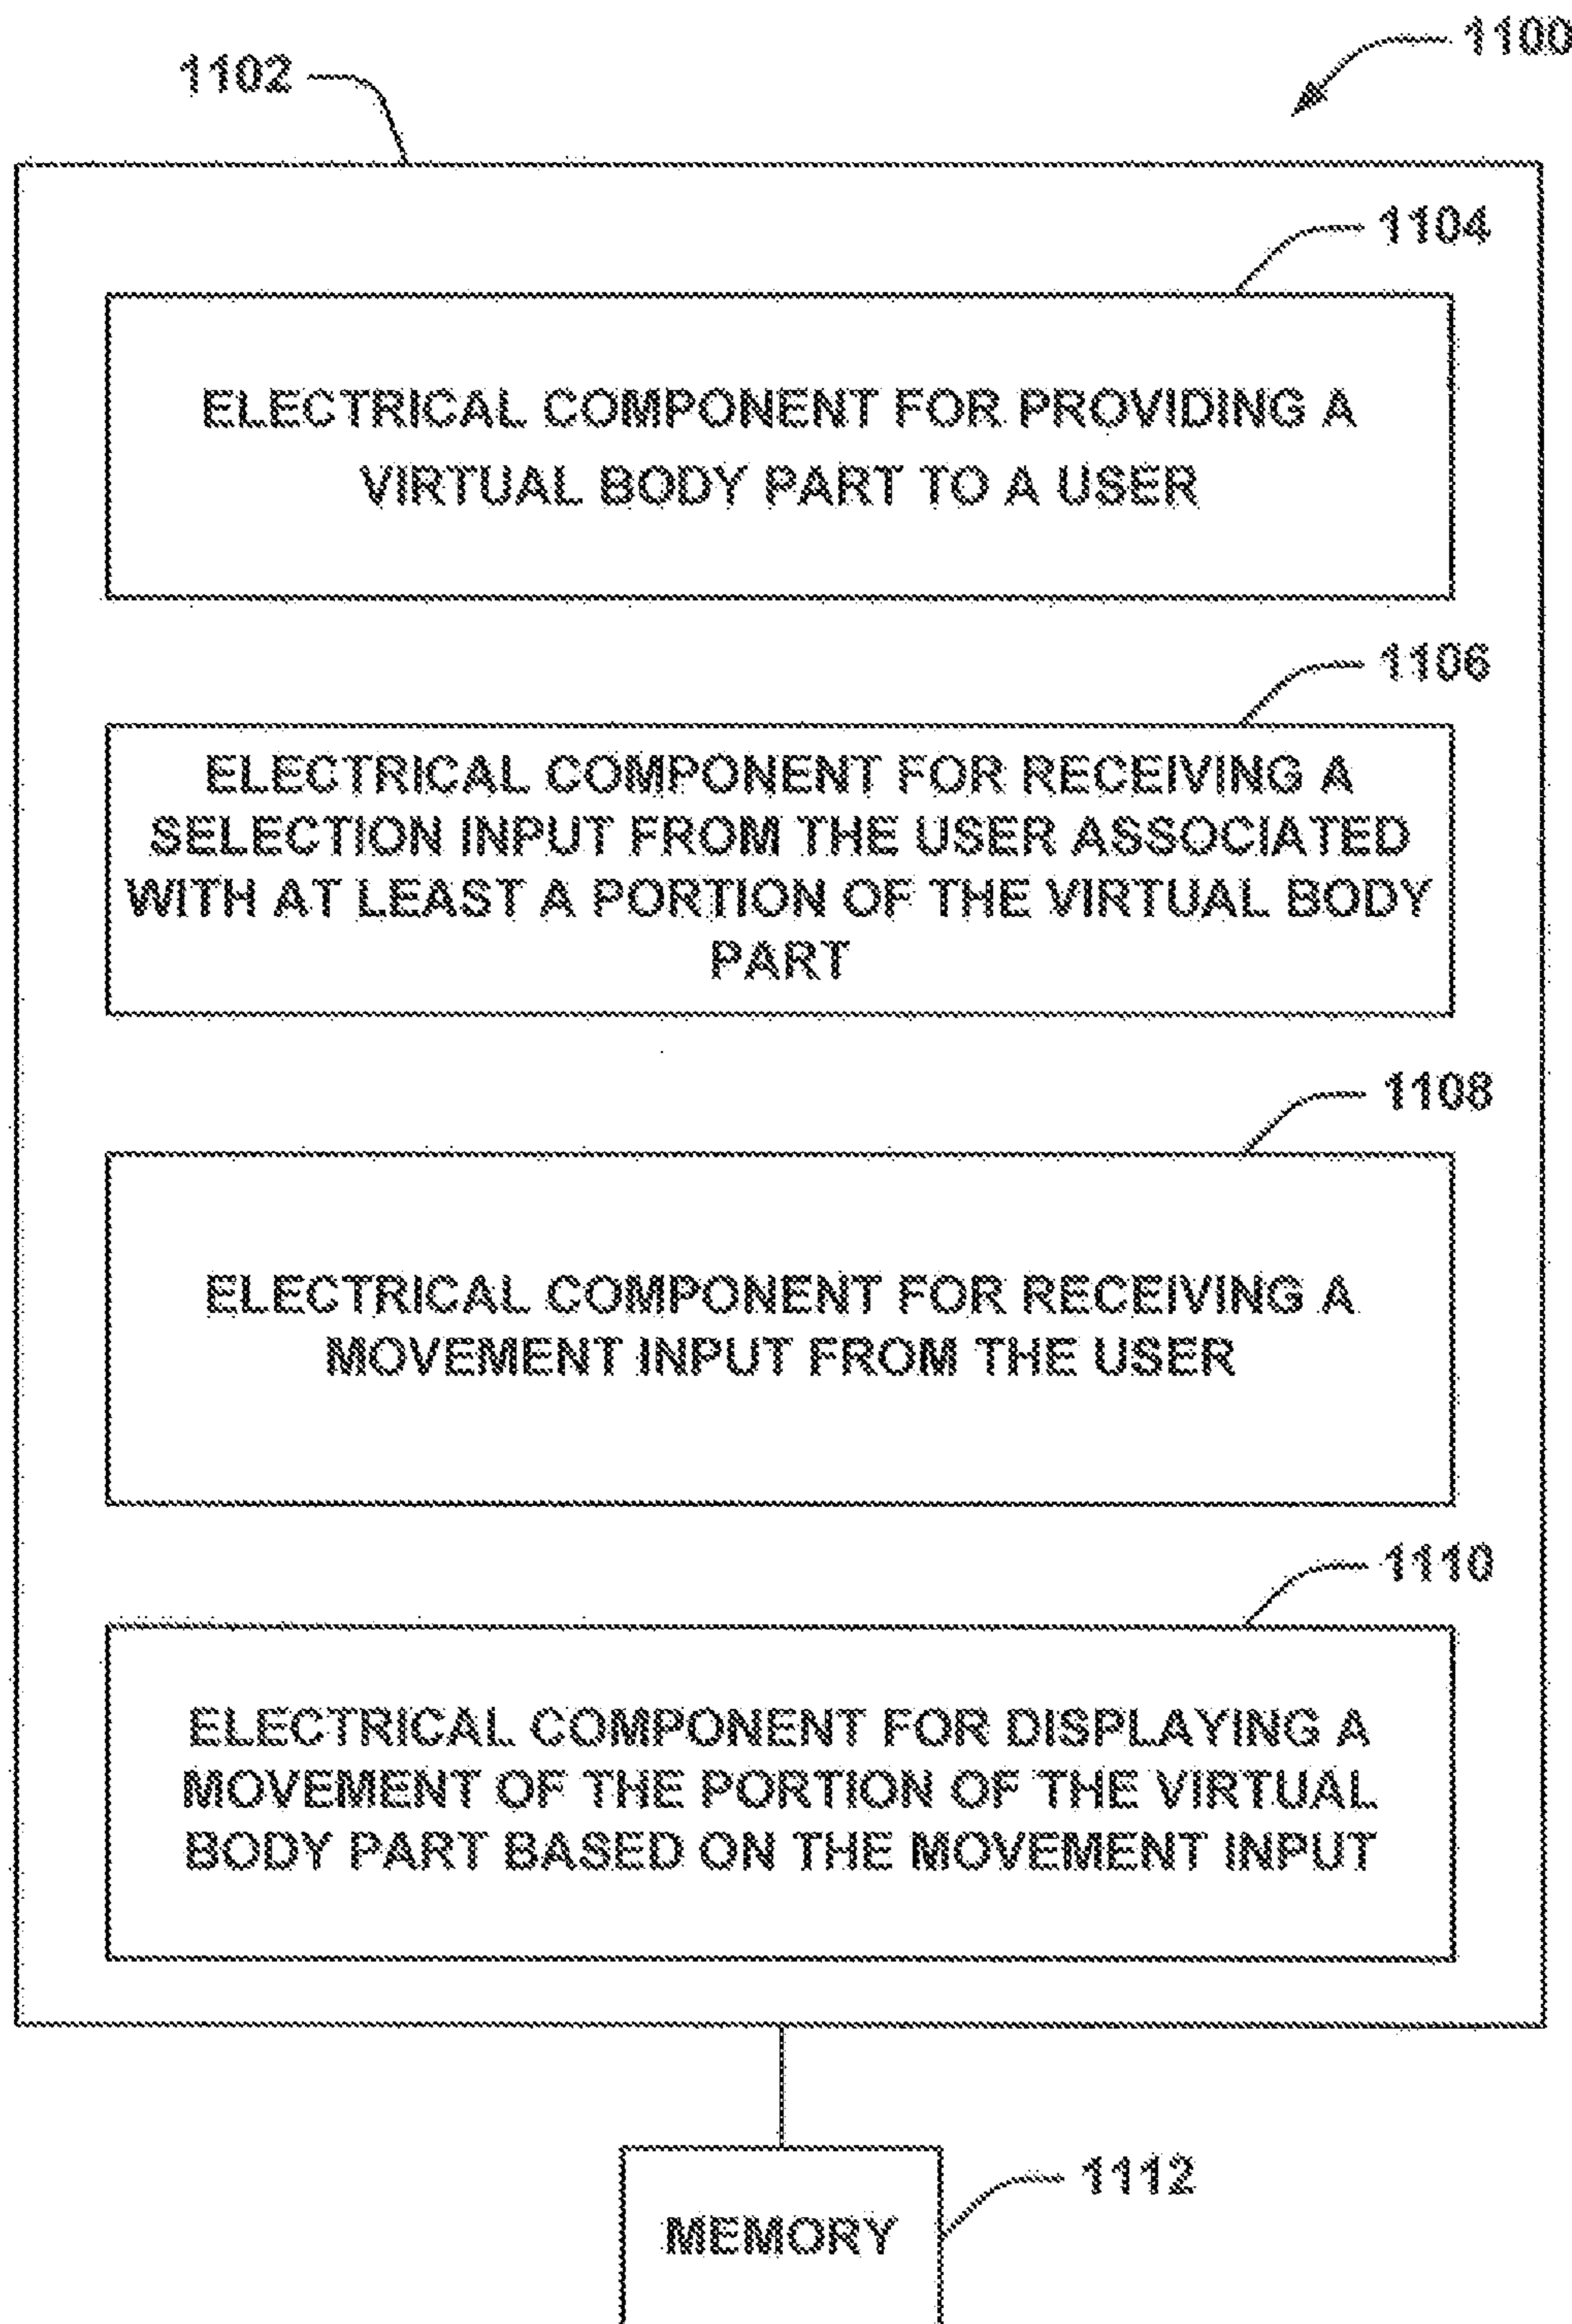 1100
1102
1104
ELECTRICAL COMPONENT FOR PROVIDING A
VIRTUAL BODY PART TO A USER
1106
ELECTRICAL COMPONENT FOR RECEIVING A
SELECTION INPUT FROM THE USER ASSOCIATED
WITH AT LEAST A PORTION OF THE VIRTUAL BODY
PART
1108
ELECTRICAL COMPONENT FOR RECEIVING A
MOVEMENT INPUT FROM THE USER
1110
ELECTRICAL COMPONENT FOR DISPLAYING A
MOVEMENT OF THE PORTION OF THE VIRTUAL
BODY PART BASED ON THE MOVEMENT INPUT
1112
MEMORY